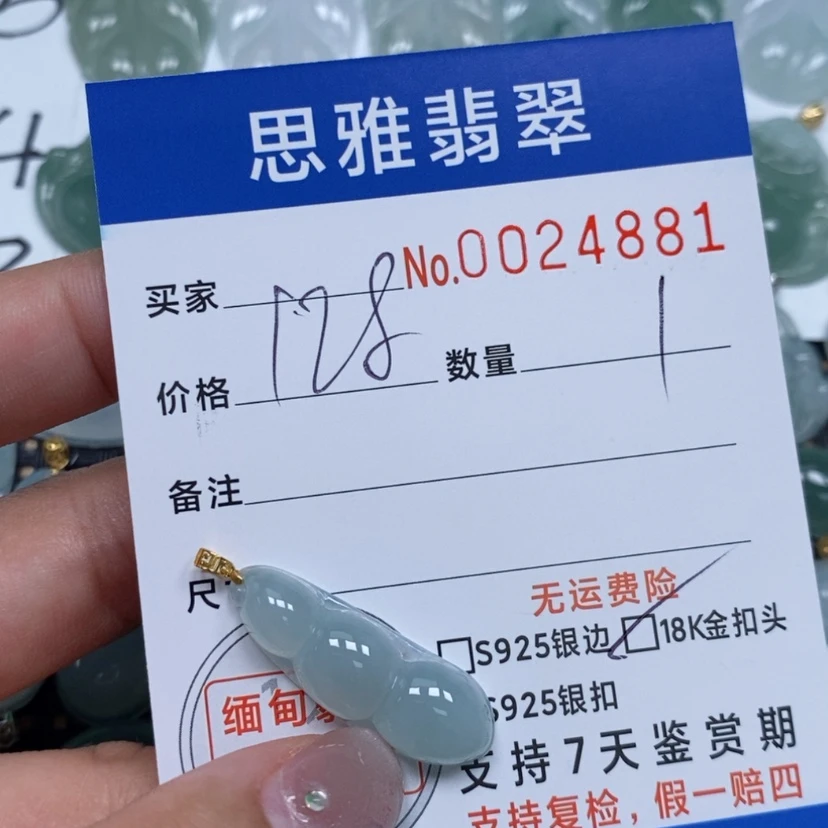 思雅翡翠
No.0024881
买家
价格 128 数量 1
备注
尺
无运费险
S925银边 18K金扣头
S925银扣
缅甸
支持7天鉴赏期
支持复检，假一赔四